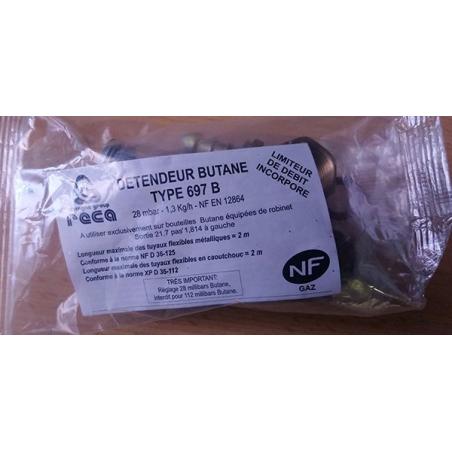 group
reca
DETENDEUR BUTANE
TYPE 697 B
28 mbar - 1,3 Kg/h - NF EN 12864
LIMITEUR
DE DEBIT
INCORPORE
A utiliser exclusivement sur bouteilles Butane équipées de robinet
Sortie 21,7 pas 1,814 à gauche
Longueur maximale des tuyaux flexibles métalliques = 2 m
Conforme à la norme NF D 36-125
Longueur maximale des tuyaux flexibles en caoutchouc = 2 m
Conforme à la norme XP D 36-112
TRÈS IMPORTANT:
Réglage 28 millibars Butane,
interdit pour 112 millibars Butane.
NF
GAZ